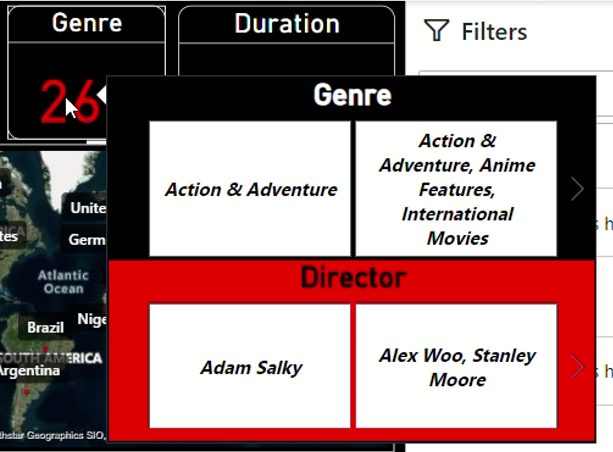 Genre
Duration
Filters
26
Genre
Action & Adventure
Action &
Adventure, Anime
Features,
International
Movies
Director
Adam Salky
Alex Woo, Stanley
Moore
Unite
tes
Germ
Atlantic
Ocean
Nige
Brazil
SOUTH AMERICA
Argentina
thstar Geographics SIO,
s h
s h